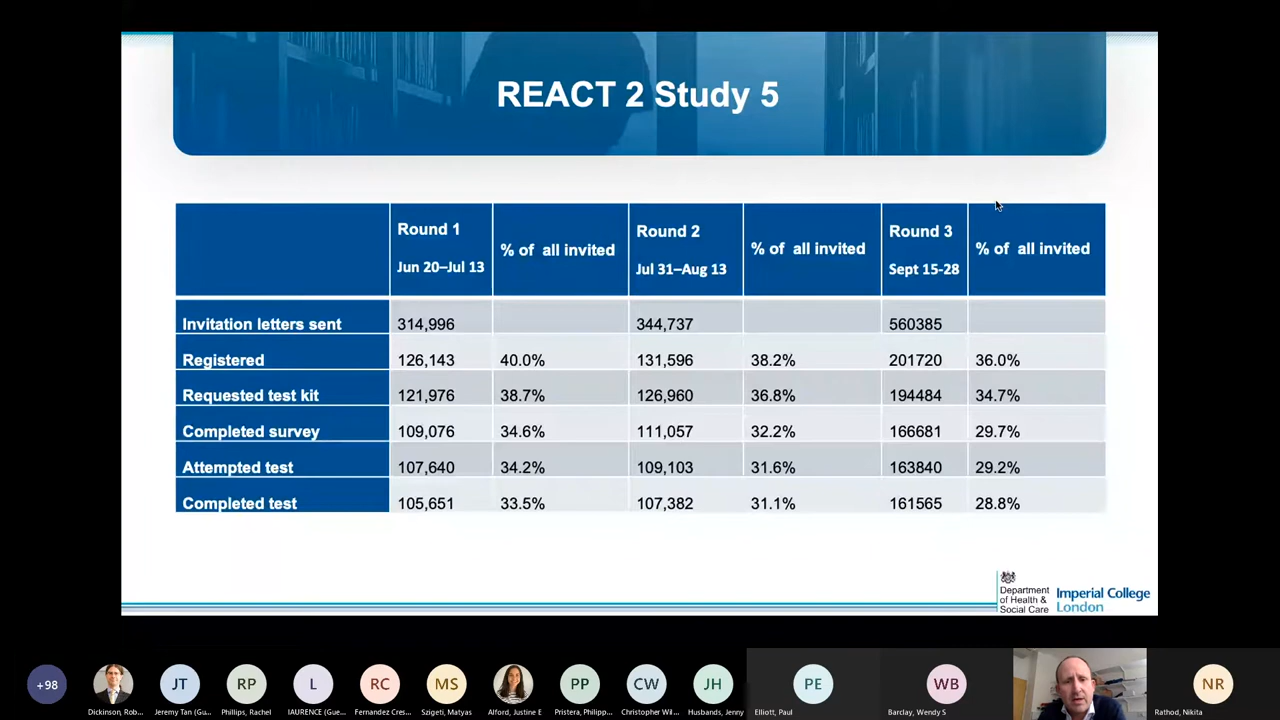 REACT 2 Study 5
Round 1
Jun 20–Jul 13
% of all invited
Round 2
Jul 31–Aug 13
% of all invited
Round 3
Sept 15-28
% of all invited
Invitation letters sent 314,996 344,737 560385
Registered 126,143 40.0% 131,596 38.2% 201720 36.0%
Requested test kit 121,976 38.7% 126,960 36.8% 194484 34.7%
Completed survey 109,076 34.6% 111,057 32.2% 166681 29.7%
Attempted test 107,640 34.2% 109,103 31.6% 163840 29.2%
Completed test 105,651 33.5% 107,382 31.1% 161565 28.8%
Department
of Health &
Social Care
Imperial College
London
+98 JT RP L RC MS PP CW JH PE WB NR
Dickinson, Rob... Jeremy Tan (Gu... Phillips, Rachel lAURENCE (Gue... Fernandez Cres... Szigeti, Matyas Alford, Justine E Pristera, Philipp... Christopher Wil... Husbands, Jenny Elliott, Paul Barclay, Wendy S Rathod, Nikita